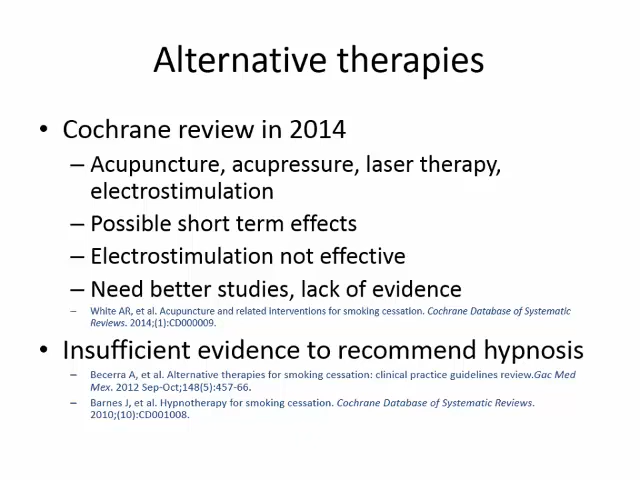 Alternative therapies
• Cochrane review in 2014
– Acupuncture, acupressure, laser therapy,
electrostimulation
– Possible short term effects
– Electrostimulation not effective
– Need better studies, lack of evidence
– White AR, et al. Acupuncture and related interventions for smoking cessation. Cochrane Database of Systematic
Reviews. 2014;(1):CD000009.
• Insufficient evidence to recommend hypnosis
– Becerra A, et al. Alternative therapies for smoking cessation: clinical practice guidelines review.Gac Med
Mex. 2012 Sep-Oct;148(5):457-66.
– Barnes J, et al. Hypnotherapy for smoking cessation. Cochrane Database of Systematic Reviews.
2010;(10):CD001008.